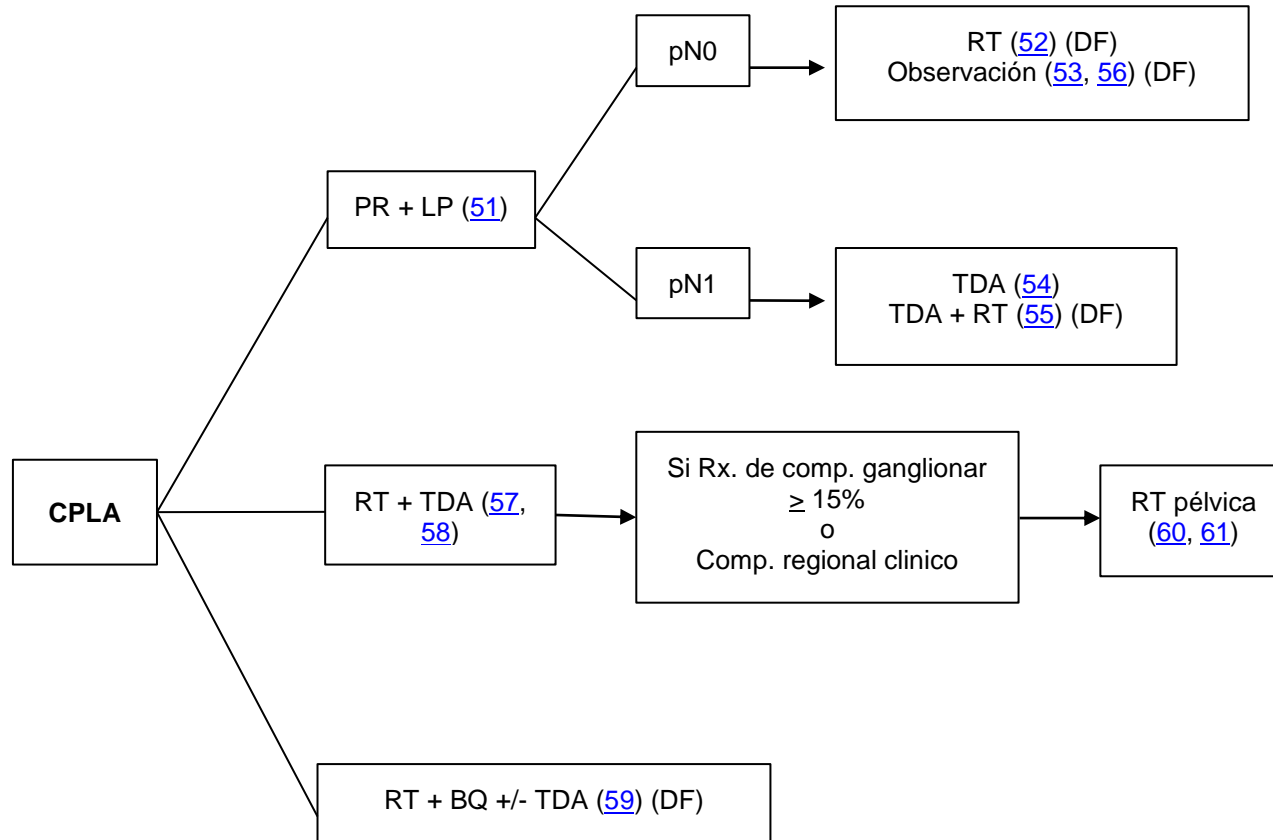 pN0
RT (52) (DF)
Observación (53, 56) (DF)
PR + LP (51)
pN1
TDA (54)
TDA + RT (55) (DF)
CPLA
RT + TDA (57,
58)
Si Rx. de comp. ganglionar
≥ 15%
o
Comp. regional clinico
RT pélvica
(60, 61)
RT + BQ +/- TDA (59) (DF)